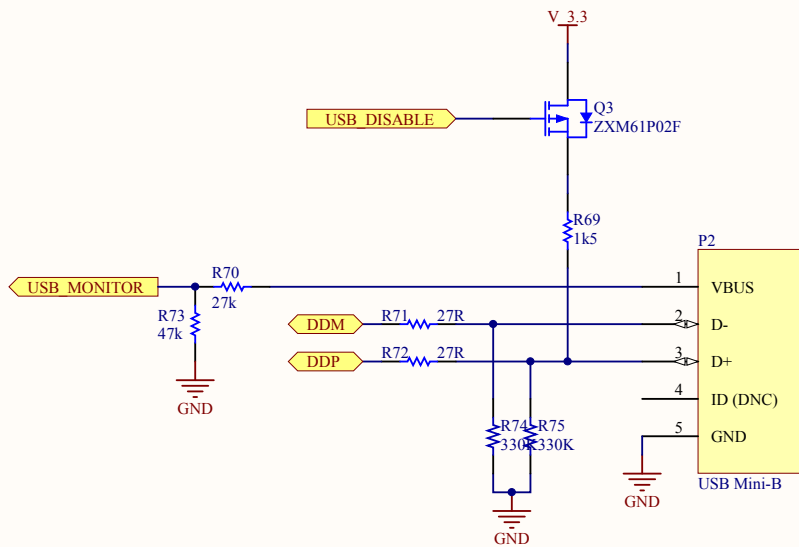 V_3.3
Q3
USB_DISABLE
ZXM61P02F
R69
1k5
P2
R70
1
VBUS
USB_MONITOR
27k
R73
47k
DDM
R71
27R
2
D-
DDP
R72
27R
3
D+
GND
4
ID (DNC)
R74
R75
330K
330K
5
GND
GND
USB Mini-B
GND